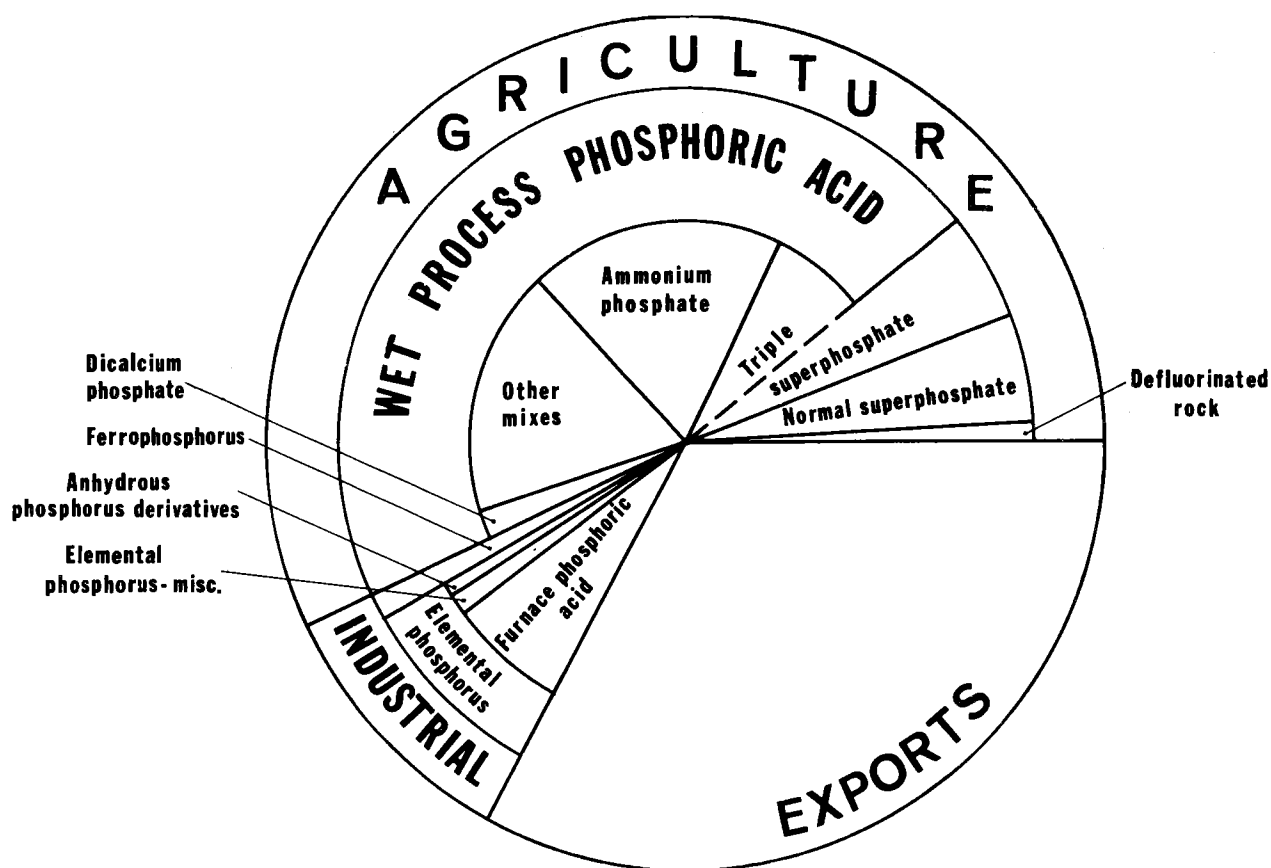 AGRICULTURE
WET PROCESS PHOSPHORIC ACID
Ammonium
phosphate
Triple
superphosphate
Normal superphosphate
Defluorinated
rock
Other
mixes
Dicalcium
phosphate
Ferrophosphorus
Anhydrous
phosphorus derivatives
Elemental
phosphorus - misc.
Furnace phosphoric
acid
Elemental
phosphorus
INDUSTRIAL
EXPORTS